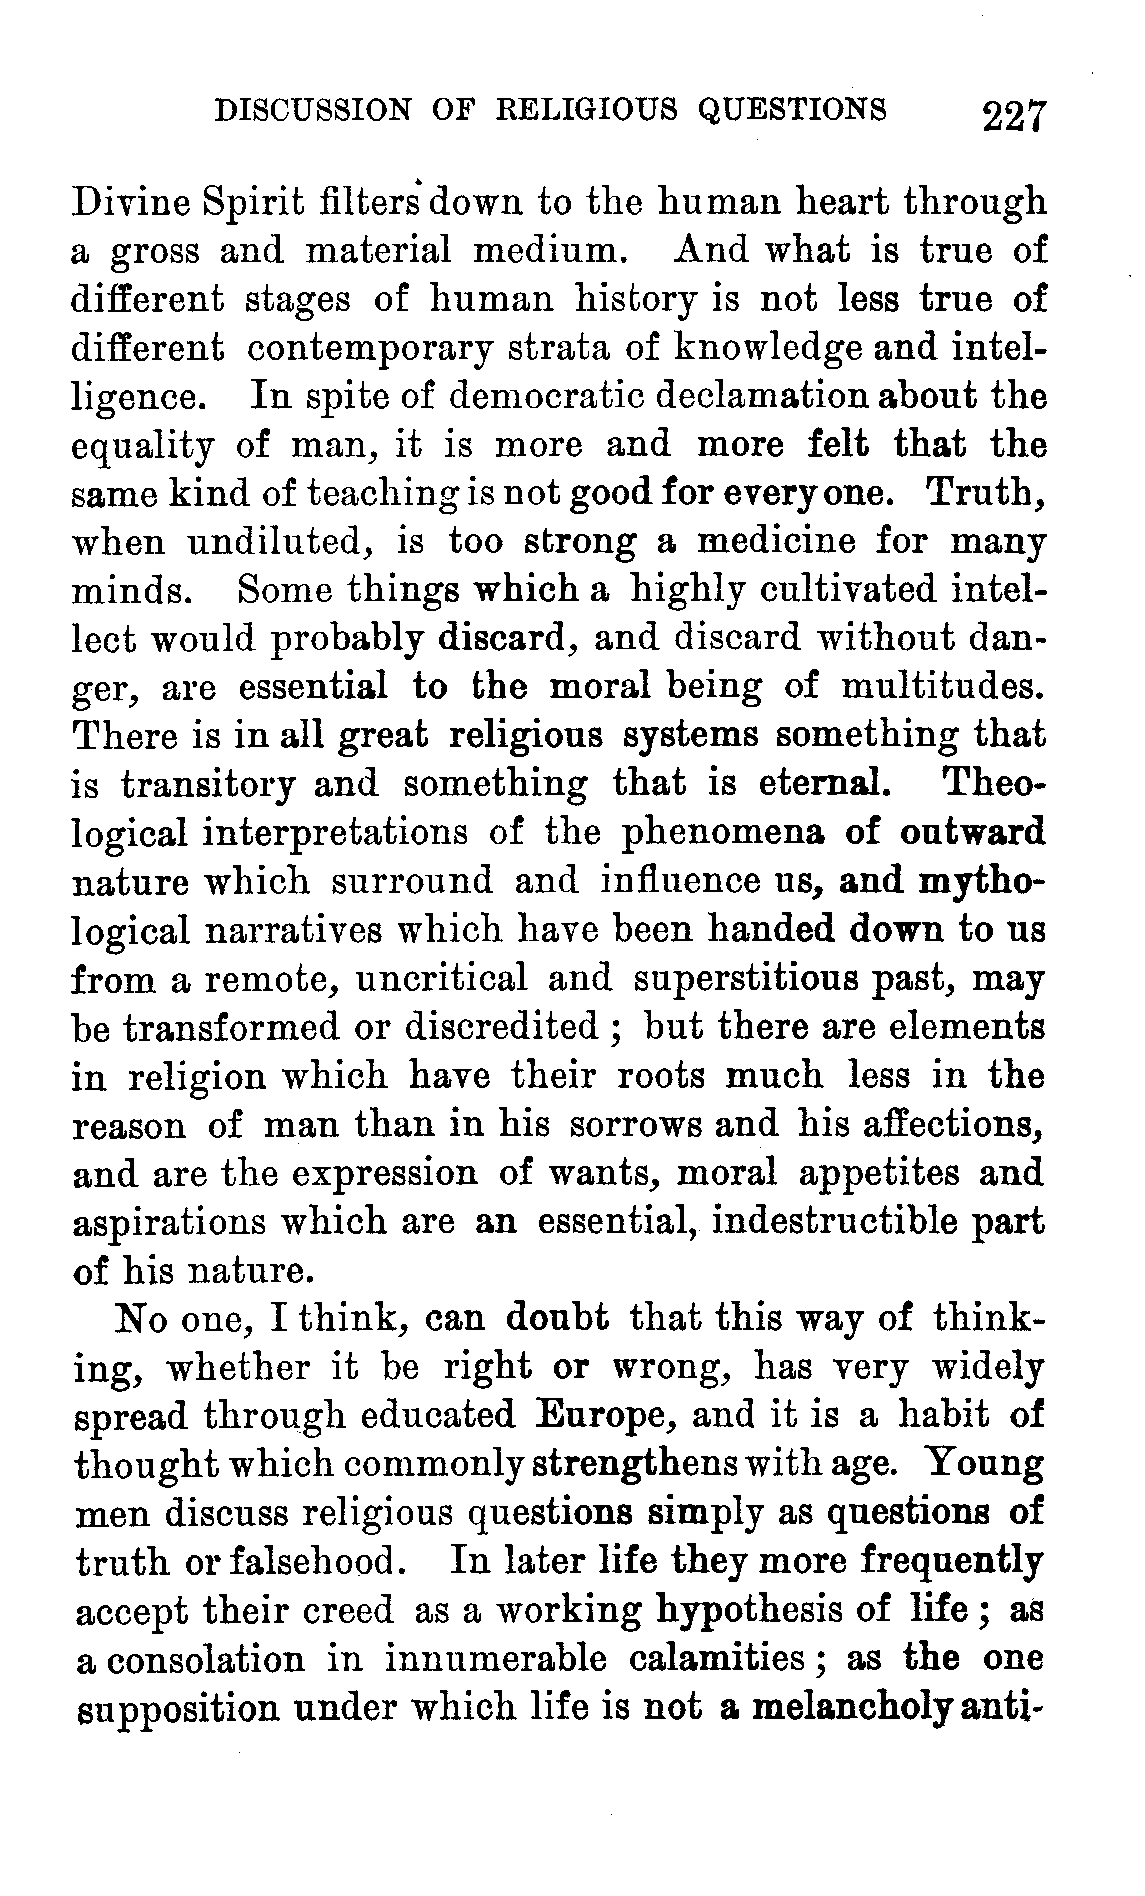 DISCUSSION OF RELIGIOUS QUESTIONS 227
Divine Spirit filters down to the human heart through
a gross and material medium. And what is true of
different stages of human history is not less true of
different contemporary strata of knowledge and intel-
ligence. In spite of democratic declamation about the
equality of man, it is more and more felt that the
same kind of teaching is not good for everyone. Truth,
when undiluted, is too strong a medicine for many
minds. Some things which a highly cultivated intel-
lect would probably discard, and discard without dan-
ger, are essential to the moral being of multitudes.
There is in all great religious systems something that
is transitory and something that is eternal. Theo-
logical interpretations of the phenomena of outward
nature which surround and influence us, and mytho-
logical narratives which have been handed down to us
from a remote, uncritical and superstitious past, may
be transformed or discredited ; but there are elements
in religion which have their roots much less in the
reason of man than in his sorrows and his affections,
and are the expression of wants, moral appetites and
aspirations which are an essential, indestructible part
of his nature.
No one, I think, can doubt that this way of think-
ing, whether it be right or wrong, has very widely
spread through educated Europe, and it is a habit of
thought which commonly strengthens with age. Young
men discuss religious questions simply as questions of
truth or falsehood. In later life they more frequently
accept their creed as a working hypothesis of life ; as
a consolation in innumerable calamities ; as the one
supposition under which life is not a melancholy anti-